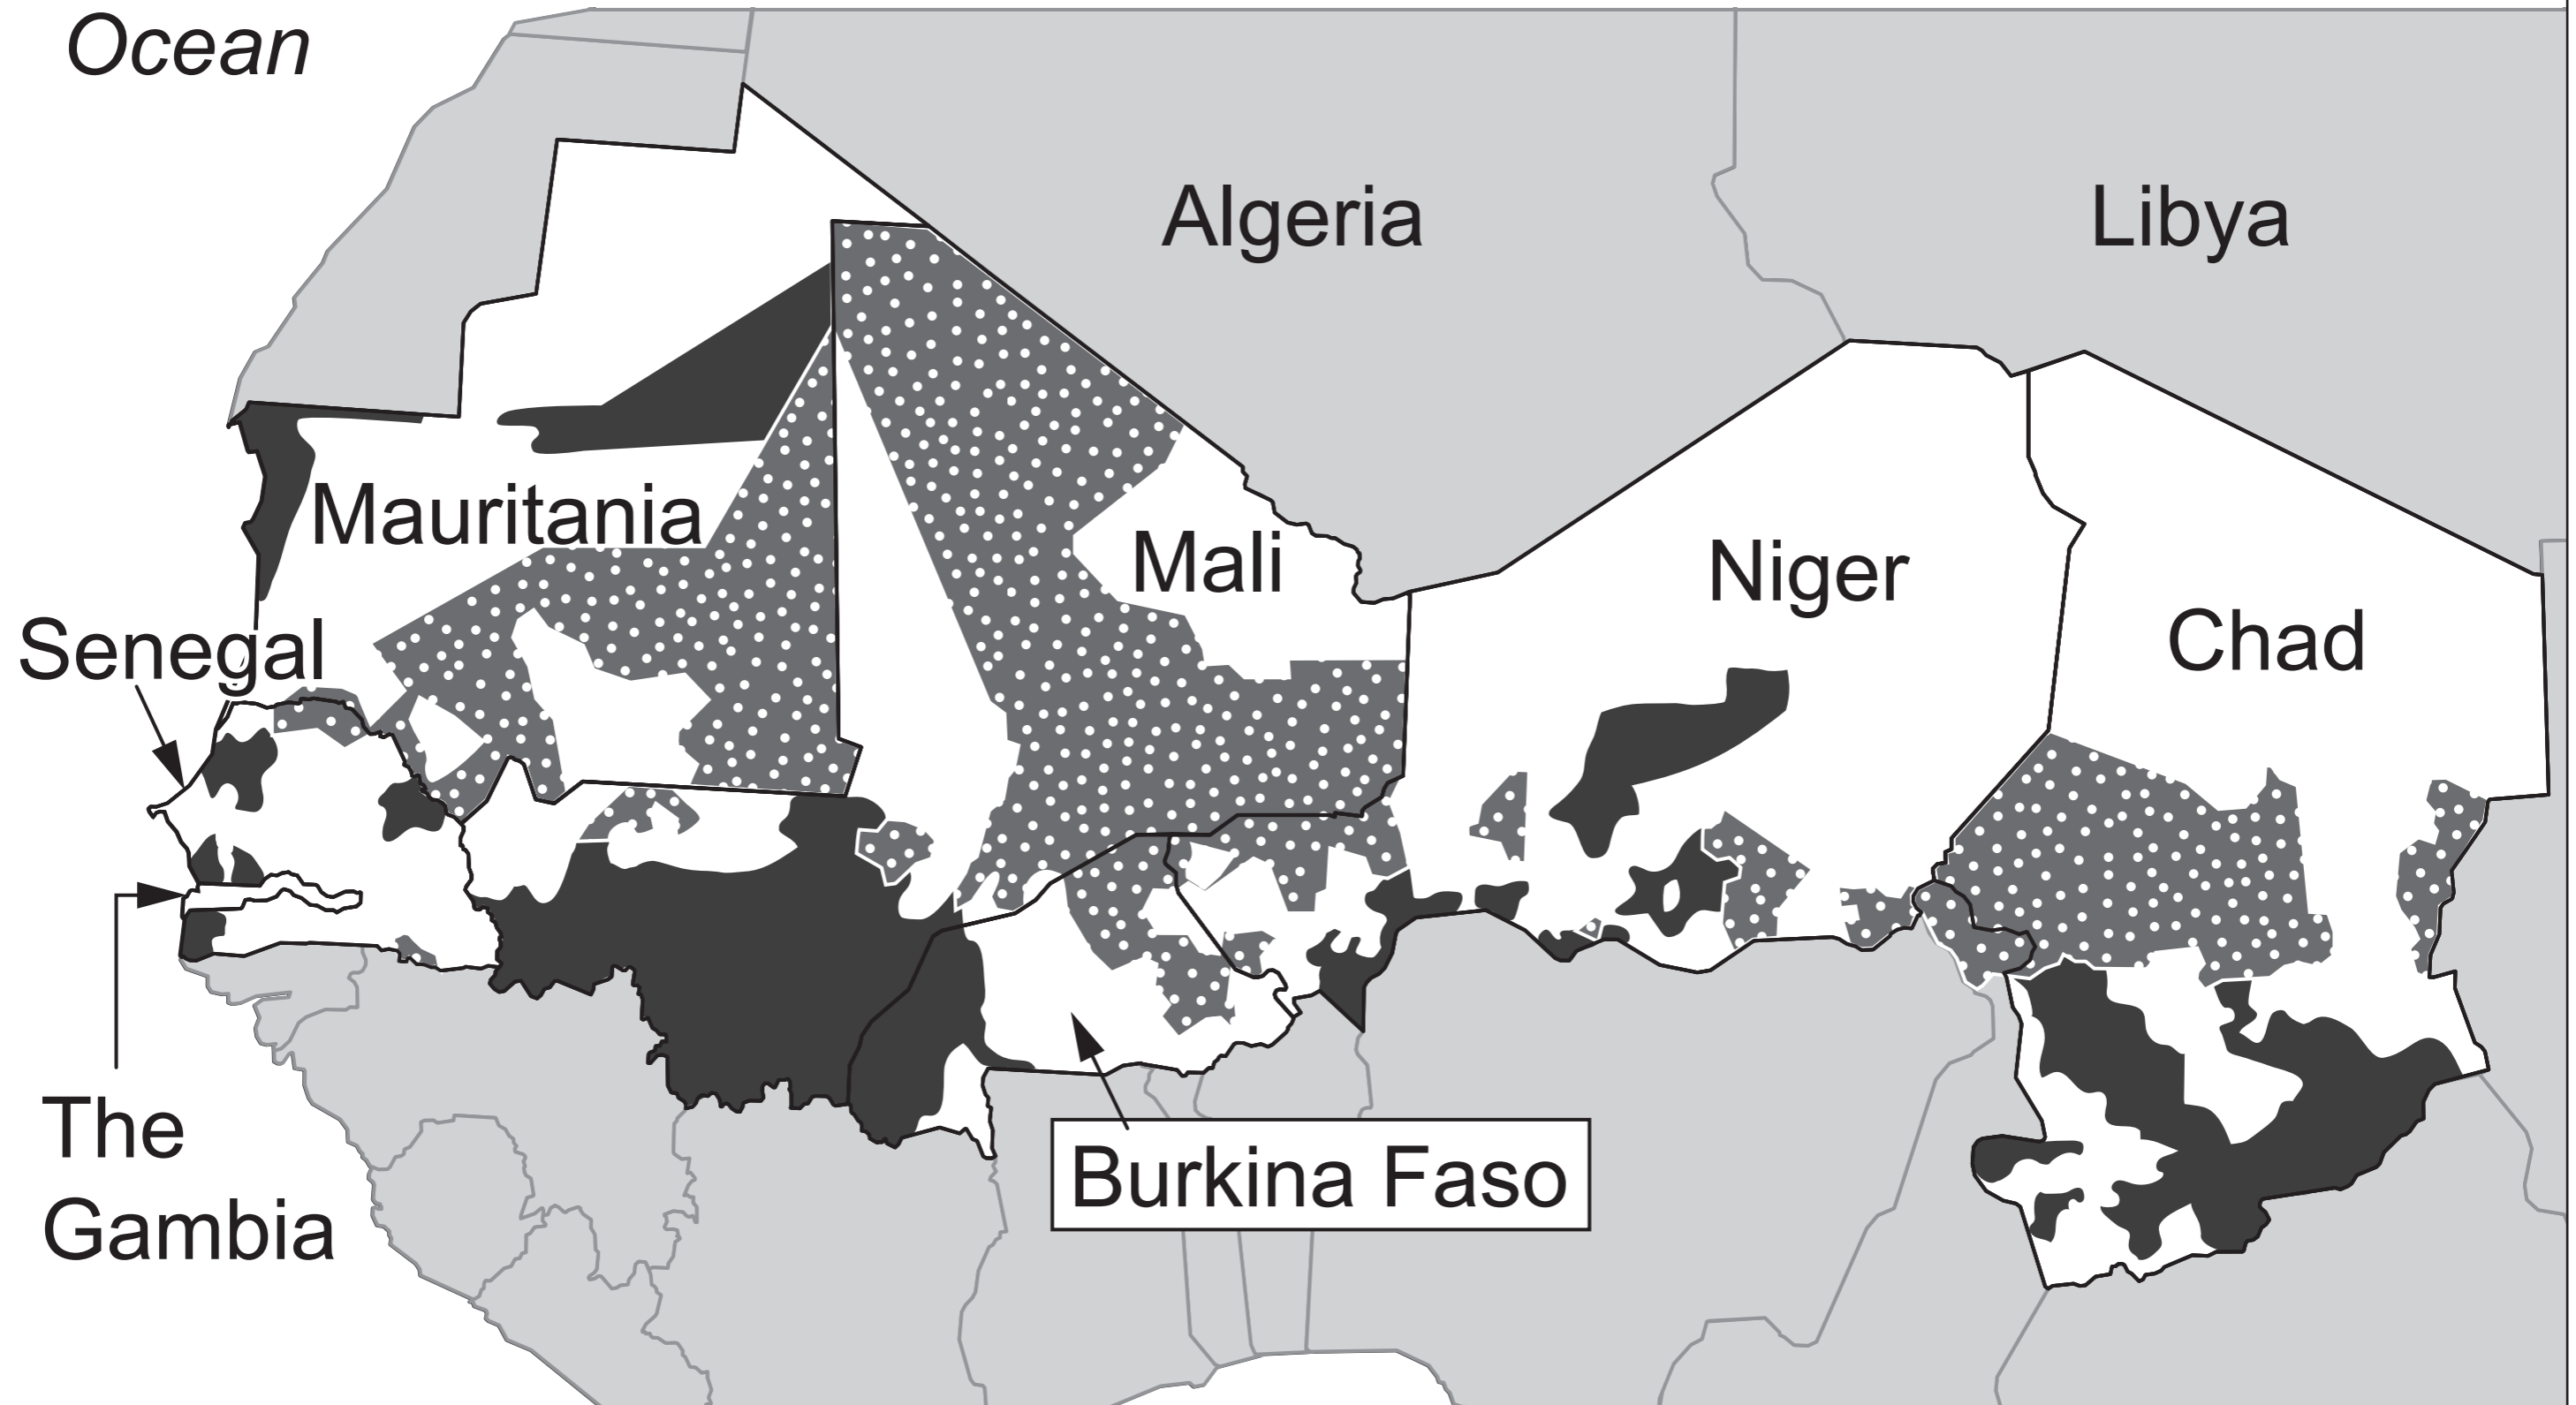 Ocean
Algeria
Libya
Mauritania
Mali
Niger
Senegal
Chad
The
Gambia
Burkina Faso